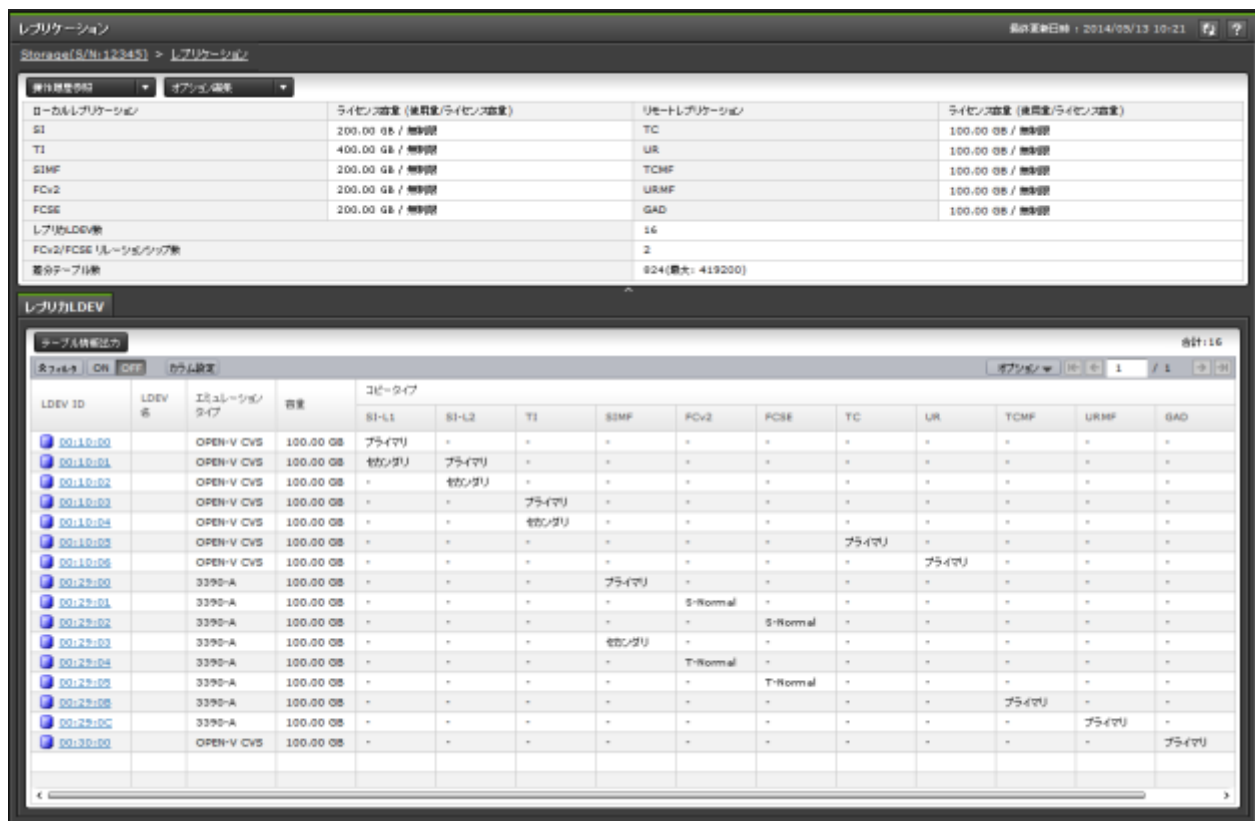 レプリケーション 最終更新日時 : 2014/05/13 10:21 ?
Storage(S/N:12345) > レプリケーション
操作履歴参照 オプション編集
ローカルレプリケーション ライセンス容量 (使用量/ライセンス容量) リモートレプリケーション ライセンス容量 (使用量/ライセンス容量)
SI 200.00 GB / 無制限 TC 100.00 GB / 無制限
TI 400.00 GB / 無制限 UR 100.00 GB / 無制限
SIMF 200.00 GB / 無制限 TCMF 100.00 GB / 無制限
FCv2 200.00 GB / 無制限 URMF 100.00 GB / 無制限
FCSE 200.00 GB / 無制限 GAD 100.00 GB / 無制限
レプリカLDEV数 16
FCv2/FCSE リレーションシップ数 2
差分テーブル数 824(最大: 419200)
レプリカLDEV
テーブル情報出力 合計:16
フィルタ ON OFF カラム設定 オプション 1 / 1
LDEV ID LDEV名 エミュレーションタイプ 容量 コピータイプ
SI-L1 SI-L2 TI SIMF FCv2 FCSE TC UR TCMF URMF GAD
00:10:00 OPEN-V CVS 100.00 GB プライマリ - - - - - - - - - -
00:10:01 OPEN-V CVS 100.00 GB セカンダリ プライマリ - - - - - - - - -
00:10:02 OPEN-V CVS 100.00 GB - セカンダリ - - - - - - - - -
00:10:03 OPEN-V CVS 100.00 GB - - プライマリ - - - - - - - -
00:10:04 OPEN-V CVS 100.00 GB - - セカンダリ - - - - - - - -
00:10:05 OPEN-V CVS 100.00 GB - - - - - - プライマリ - - - -
00:10:06 OPEN-V CVS 100.00 GB - - - - - - - プライマリ - - -
00:29:00 3390-A 100.00 GB - - - プライマリ - - - - - - -
00:29:01 3390-A 100.00 GB - - - - S-Normal - - - - - -
00:29:02 3390-A 100.00 GB - - - - - S-Normal - - - - -
00:29:03 3390-A 100.00 GB - - - セカンダリ - - - - - - -
00:29:04 3390-A 100.00 GB - - - - T-Normal - - - - - -
00:29:05 3390-A 100.00 GB - - - - - T-Normal - - - - -
00:29:0B 3390-A 100.00 GB - - - - - - - - プライマリ - -
00:29:0C 3390-A 100.00 GB - - - - - - - - - プライマリ -
00:30:00 OPEN-V CVS 100.00 GB - - - - - - - - - - プライマリ